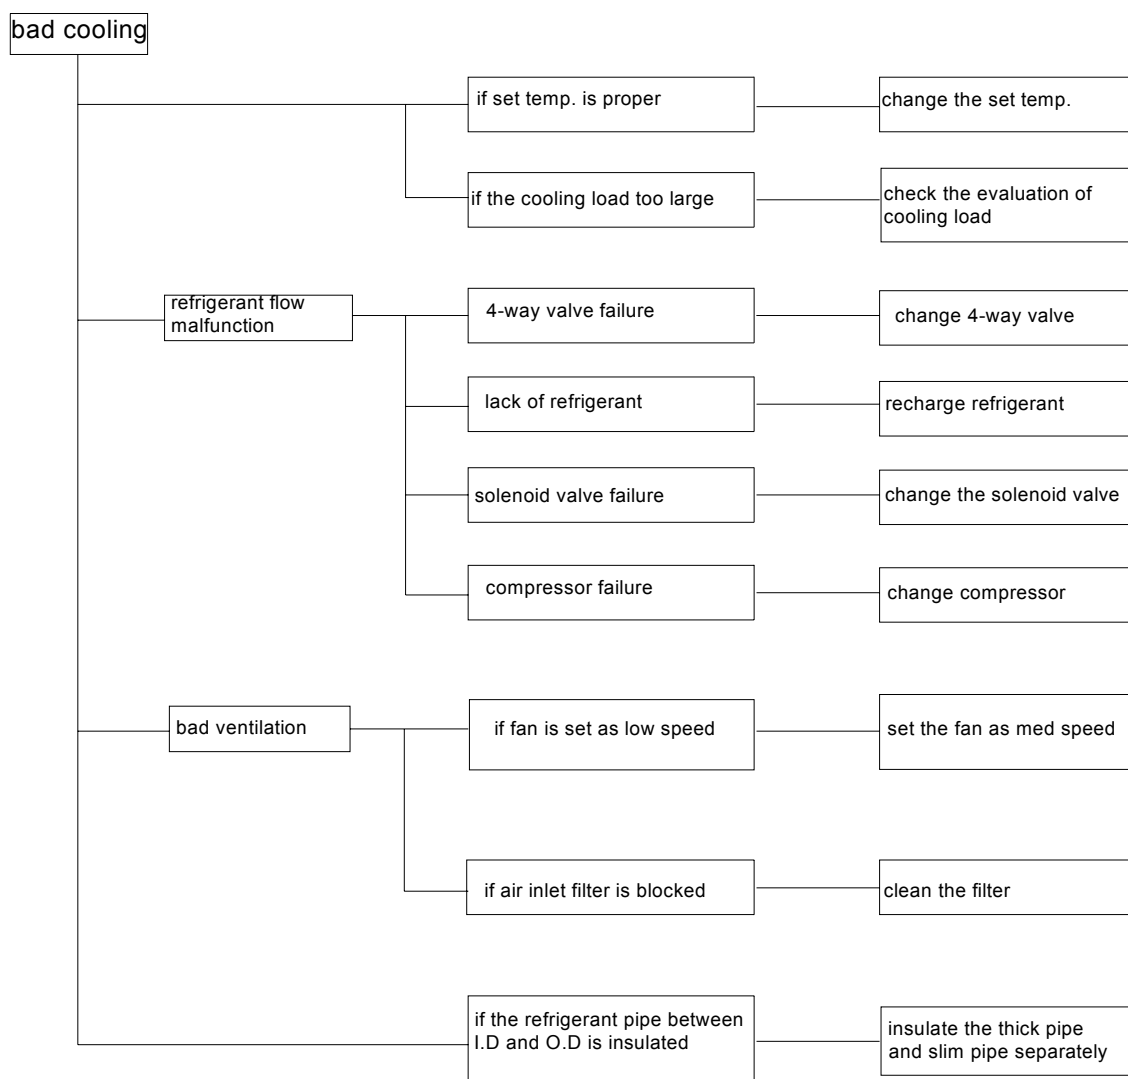 bad cooling
if set temp. is proper
change the set temp.
if the cooling load too large
check the evaluation of
cooling load
refrigerant flow
malfunction
4-way valve failure
change 4-way valve
lack of refrigerant
recharge refrigerant
solenoid valve failure
change the solenoid valve
compressor failure
change compressor
bad ventilation
if fan is set as low speed
set the fan as med speed
if air inlet filter is blocked
clean the filter
if the refrigerant pipe between
I.D and O.D is insulated
insulate the thick pipe
and slim pipe separately